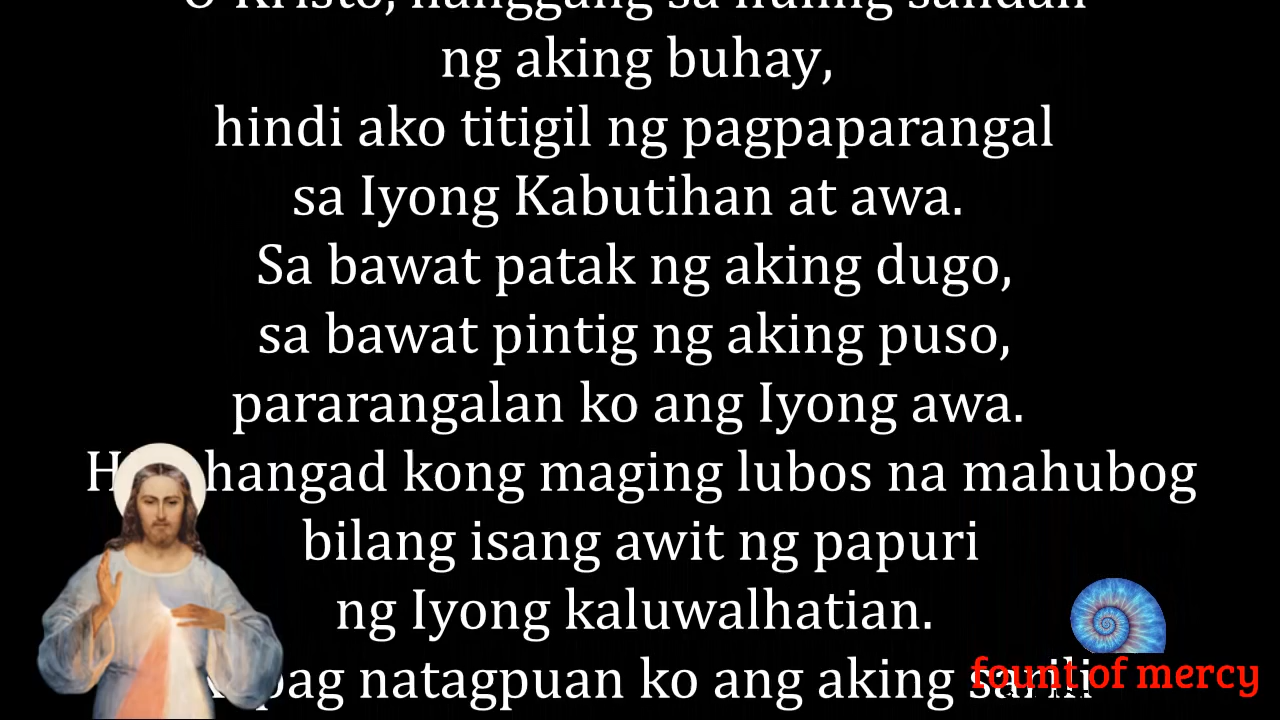 O Kristo, hanggang sa huling sandali
ng aking buhay,
hindi ako titigil ng pagpaparangal
sa Iyong Kabutihan at awa.
Sa bawat patak ng aking dugo,
sa bawat pintig ng aking puso,
pararangalan ko ang Iyong awa.
kong maging lubos na mahubog
bilang isang awit ng papuri
ng Iyong kaluwalhatian.
natagpuan ko ang aking sarili
fount of mercy